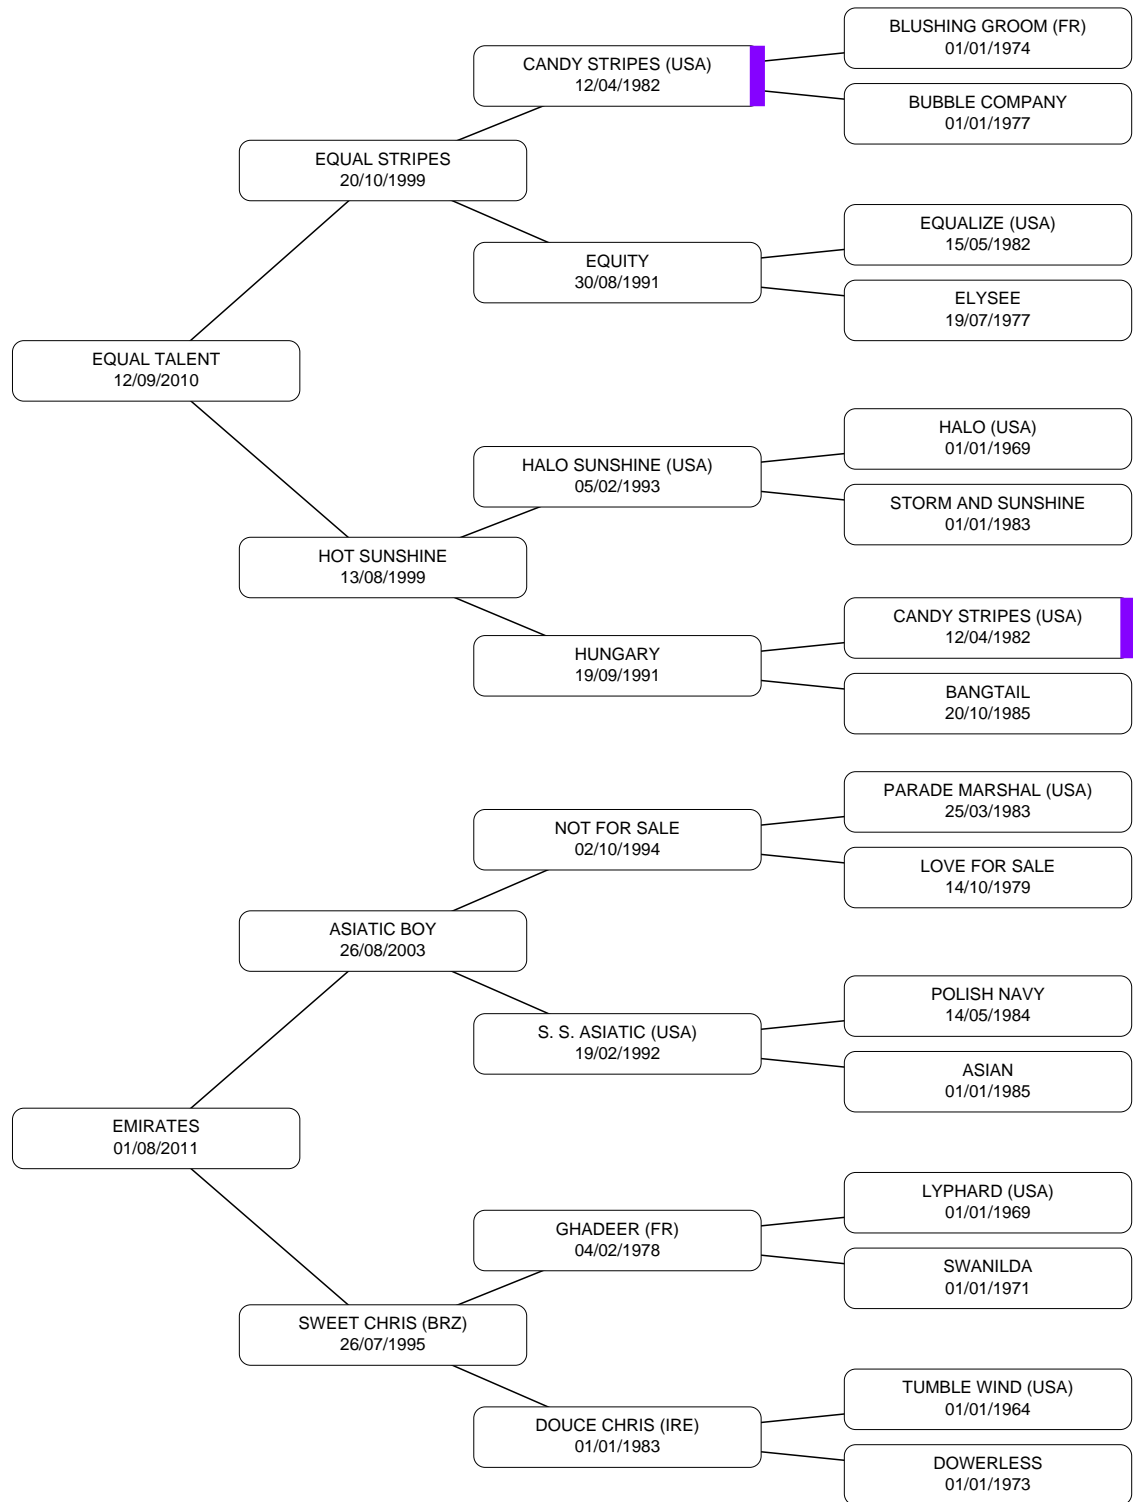 BLUSHING GROOM (FR)
01/01/1974
CANDY STRIPES (USA)
12/04/1982
BUBBLE COMPANY
01/01/1977
EQUAL STRIPES
20/10/1999
EQUALIZE (USA)
15/05/1982
EQUITY
30/08/1991
ELYSEE
19/07/1977
EQUAL TALENT
12/09/2010
HALO (USA)
01/01/1969
HALO SUNSHINE (USA)
05/02/1993
STORM AND SUNSHINE
01/01/1983
HOT SUNSHINE
13/08/1999
CANDY STRIPES (USA)
12/04/1982
HUNGARY
19/09/1991
BANGTAIL
20/10/1985
PARADE MARSHAL (USA)
25/03/1983
NOT FOR SALE
02/10/1994
LOVE FOR SALE
14/10/1979
ASIATIC BOY
26/08/2003
POLISH NAVY
14/05/1984
S. S. ASIATIC (USA)
19/02/1992
ASIAN
01/01/1985
EMIRATES
01/08/2011
LYPHARD (USA)
01/01/1969
GHADEER (FR)
04/02/1978
SWANILDA
01/01/1971
SWEET CHRIS (BRZ)
26/07/1995
TUMBLE WIND (USA)
01/01/1964
DOUCE CHRIS (IRE)
01/01/1983
DOWERLESS
01/01/1973